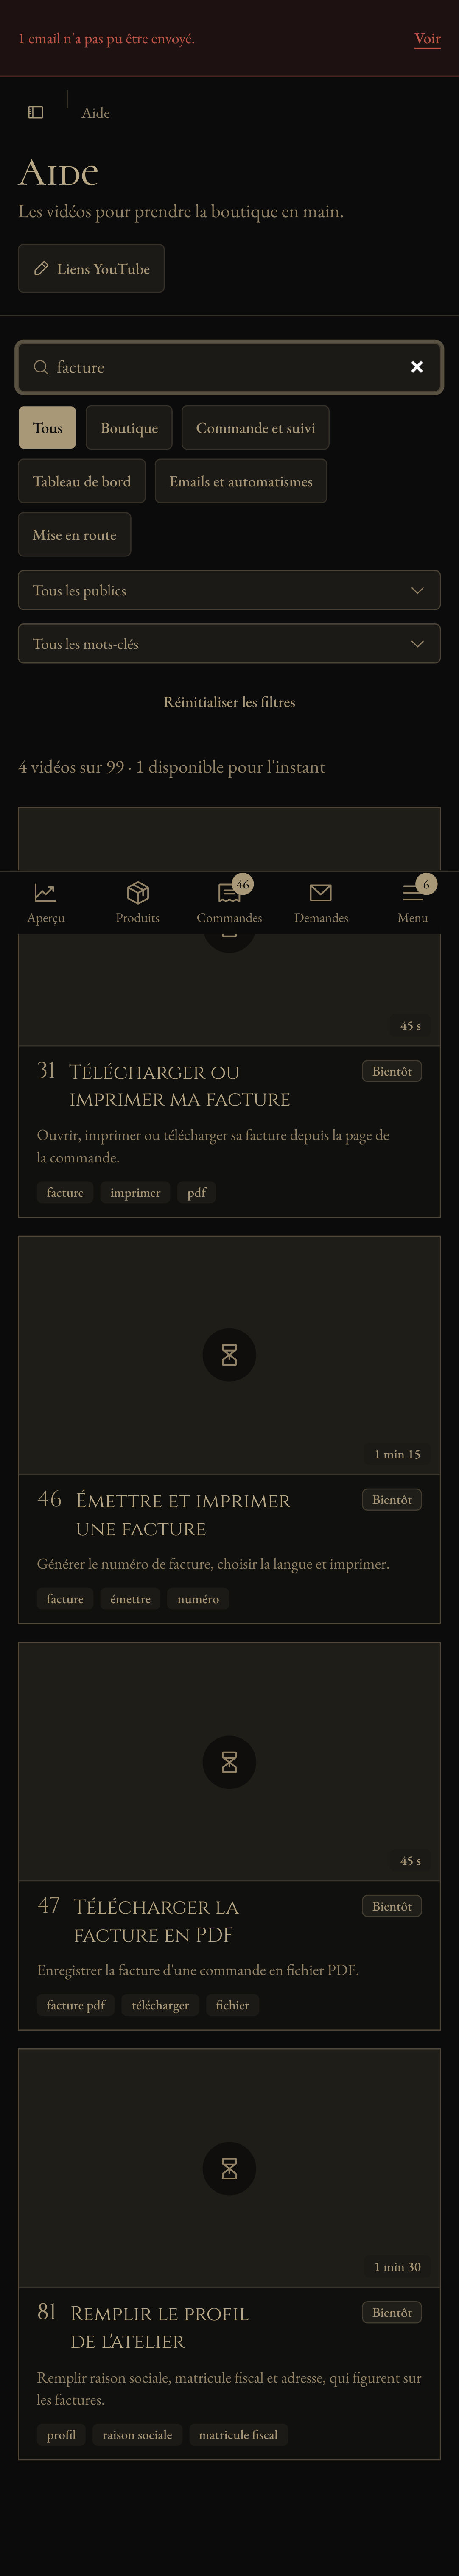 1 email n'a pas pu être envoyé.
Voir
Aide
Aide
Les vidéos pour prendre la boutique en main.
Liens YouTube
facture
Tous
Boutique
Commande et suivi
Tableau de bord
Emails et automatismes
Mise en route
Tous les publics
Tous les mots-clés
Réinitialiser les filtres
4 vidéos sur 99 · 1 disponible pour l'instant
46
6
Aperçu
Produits
Commandes
Demandes
Menu
45 s
31 Télécharger ou
imprimer ma facture
Bientôt
Ouvrir, imprimer ou télécharger sa facture depuis la page de
la commande.
facture
imprimer
pdf
1 min 15
46 Émettre et imprimer
une facture
Bientôt
Générer le numéro de facture, choisir la langue et imprimer.
facture
émettre
numéro
45 s
47 Télécharger la
facture en PDF
Bientôt
Enregistrer la facture d'une commande en fichier PDF.
facture pdf
télécharger
fichier
1 min 30
81 Remplir le profil
de l'atelier
Bientôt
Remplir raison sociale, matricule fiscal et adresse, qui figurent sur
les factures.
profil
raison sociale
matricule fiscal